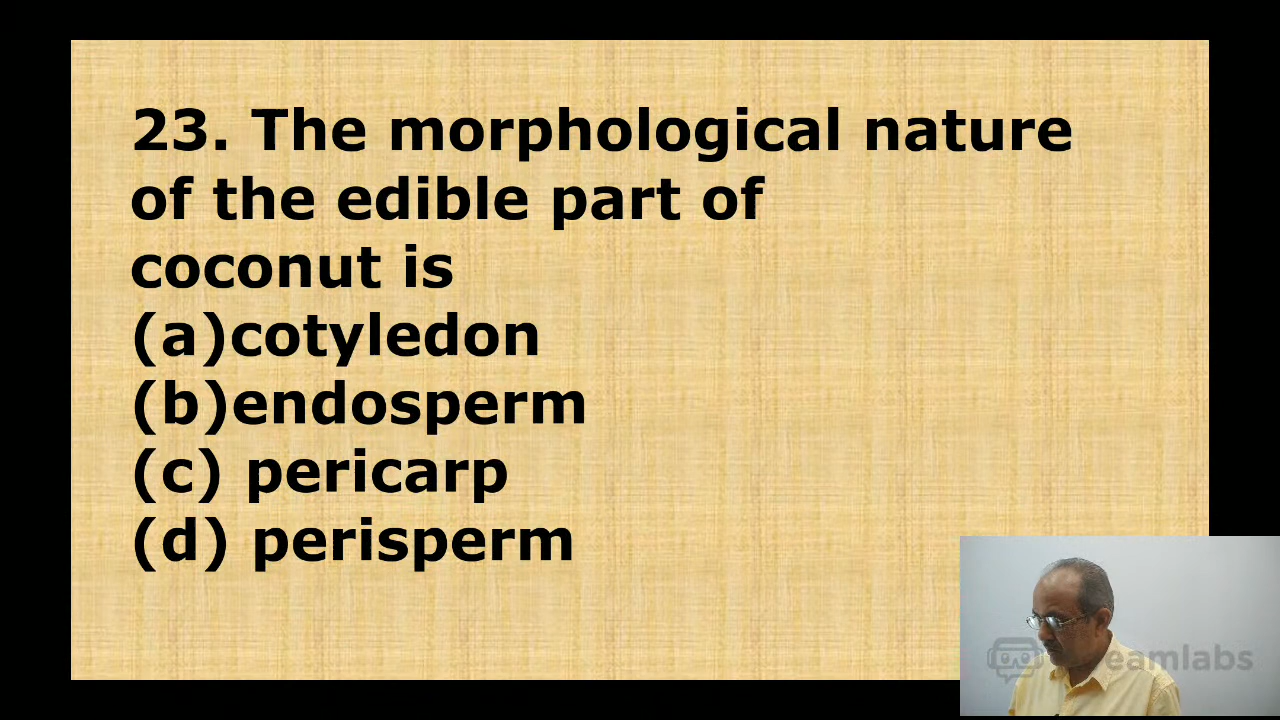 23. The morphological nature
of the edible part of
coconut is
(a)cotyledon
(b)endosperm
(c) pericarp
(d) perisperm